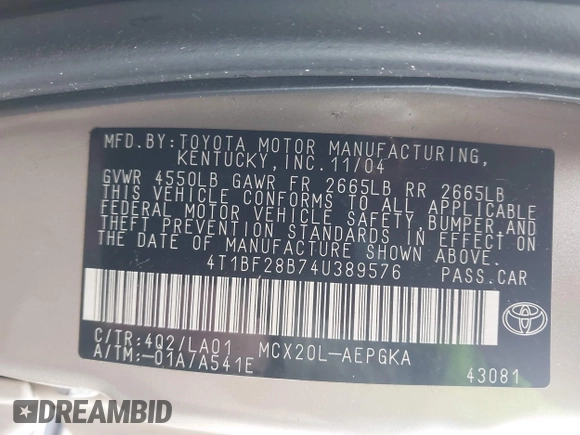 MFD.BY:TOYOTA MOTOR MANUFACTURING,
KENTUCKY,INC.11/04
GVWR 4550LB GAWR FR 2665LB RR 2665LB
THIS VEHICLE CONFORMS TO ALL APPLICABLE
FEDERAL MOTOR VEHICLE SAFETY,BUMPER,AND
THEFT PREVENTION STANDARDS IN EFFECT ON
THE DATE OF MANUFACTURE SHOWN ABOVE.
4T1BF28B74U389576 PASS.CAR
C/TR:4Q2/LA01 MCX20L-AEPGKA
A/TM:-01A/A541E 43081
DREAMBID